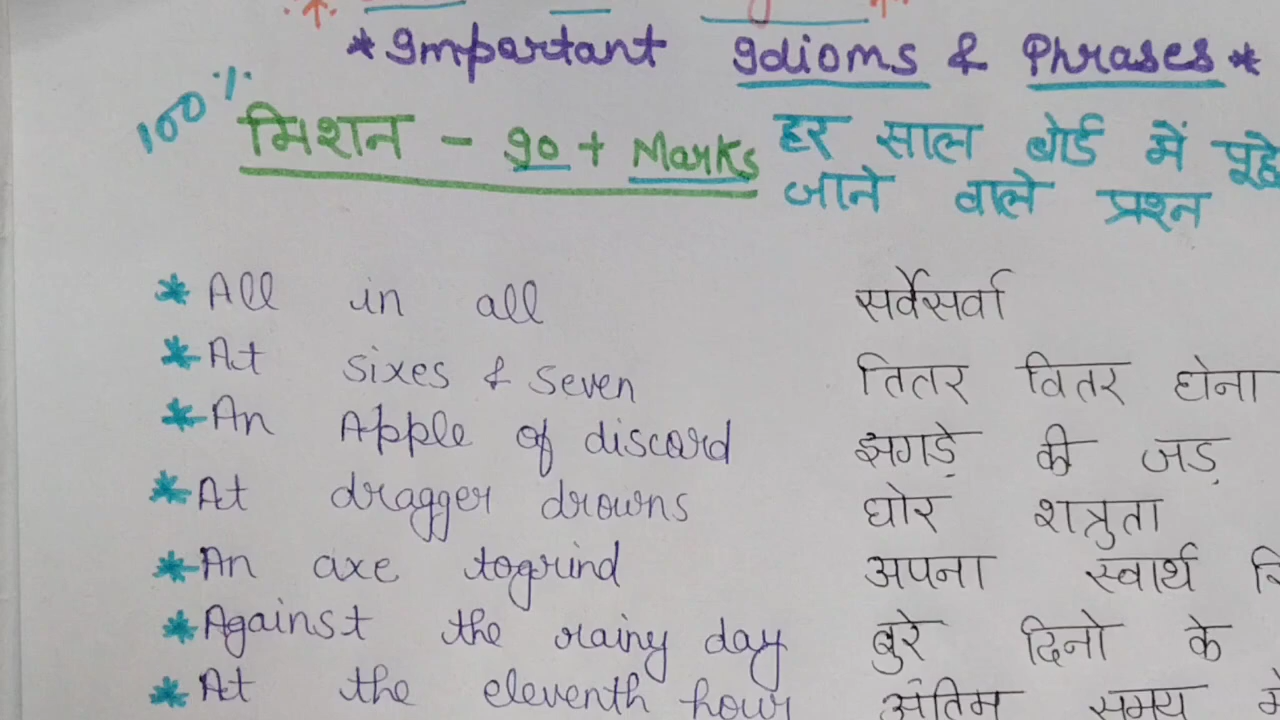 * Important Idioms & Phrases *
100% मिशन - 90 + Marks हर साल बोर्ड में पूछे
जाने वाले प्रश्न
* All in all सर्वेसर्वा
* At sixes & seven तितर वितर होना
* An Apple of discord झगड़े की जड़
* At dragger drowns घोर शत्रुता
* An axe togrind अपना स्वार्थ
* Against the rainy day बुरे दिनो के
* At the eleventh hour अंतिम समय